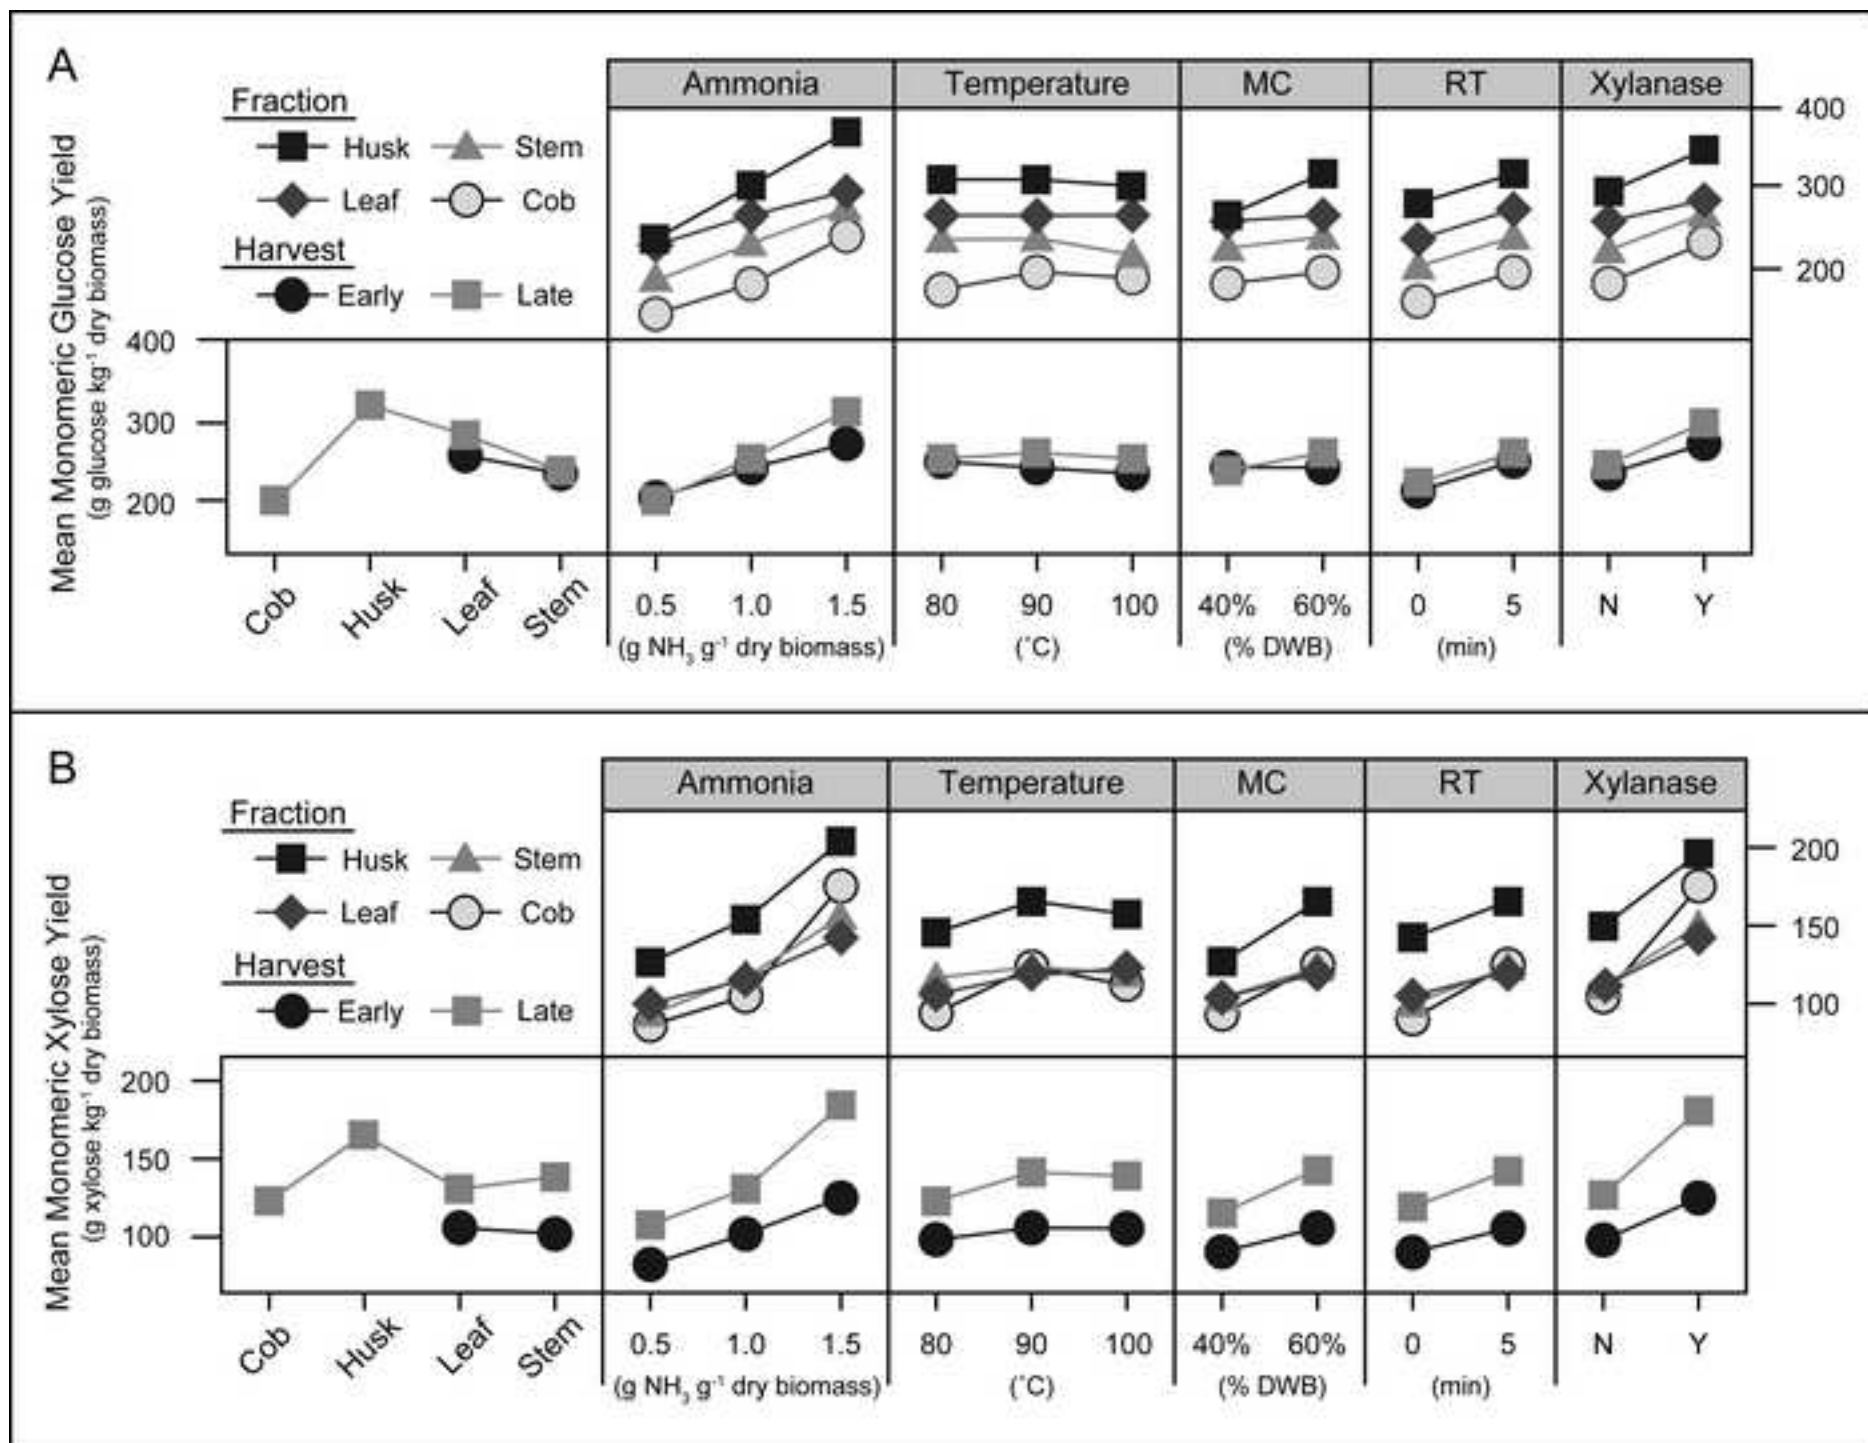 A
Fraction
Husk Stem
Leaf Cob
Harvest
Early Late
Ammonia Temperature MC RT Xylanase
400
300
200
Mean Monomeric Glucose Yield
(g glucose kg⁻¹ dry biomass)
400
300
200
Cob Husk Leaf Stem
0.5 1.0 1.5 80 90 100 40% 60% 0 5 N Y
(g NH₃ g⁻¹ dry biomass) (˚C) (% DWB) (min)
B
Fraction
Husk Stem
Leaf Cob
Harvest
Early Late
Ammonia Temperature MC RT Xylanase
200
150
100
Mean Monomeric Xylose Yield
(g xylose kg⁻¹ dry biomass)
200
150
100
Cob Husk Leaf Stem
0.5 1.0 1.5 80 90 100 40% 60% 0 5 N Y
(g NH₃ g⁻¹ dry biomass) (˚C) (% DWB) (min)